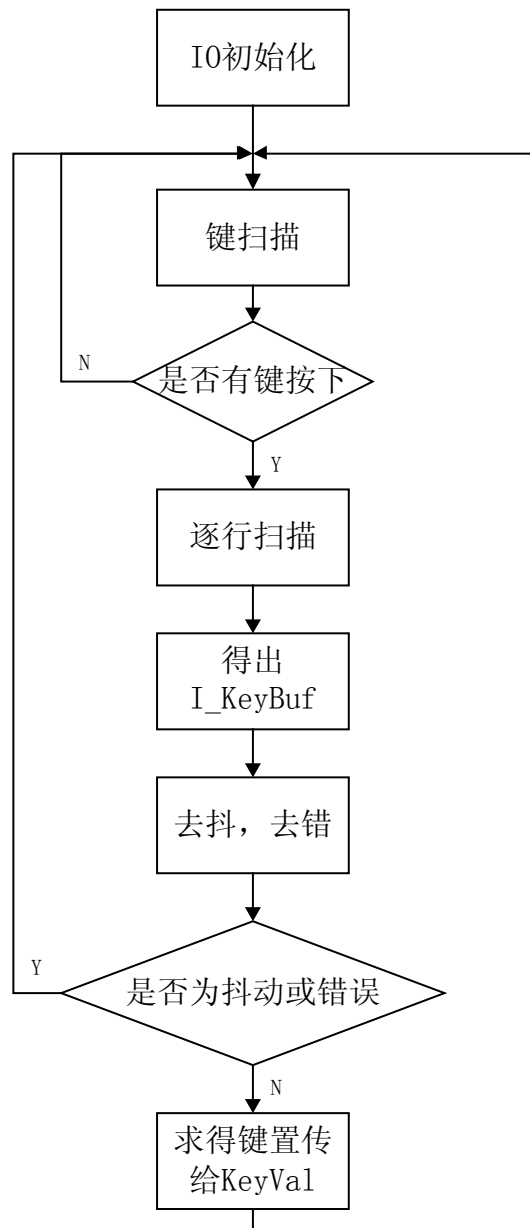 IO初始化
键扫描
是否有键按下
N
Y
逐行扫描
得出
I_KeyBuf
去抖，去错
是否为抖动或错误
Y
N
求得键置传
给KeyVal